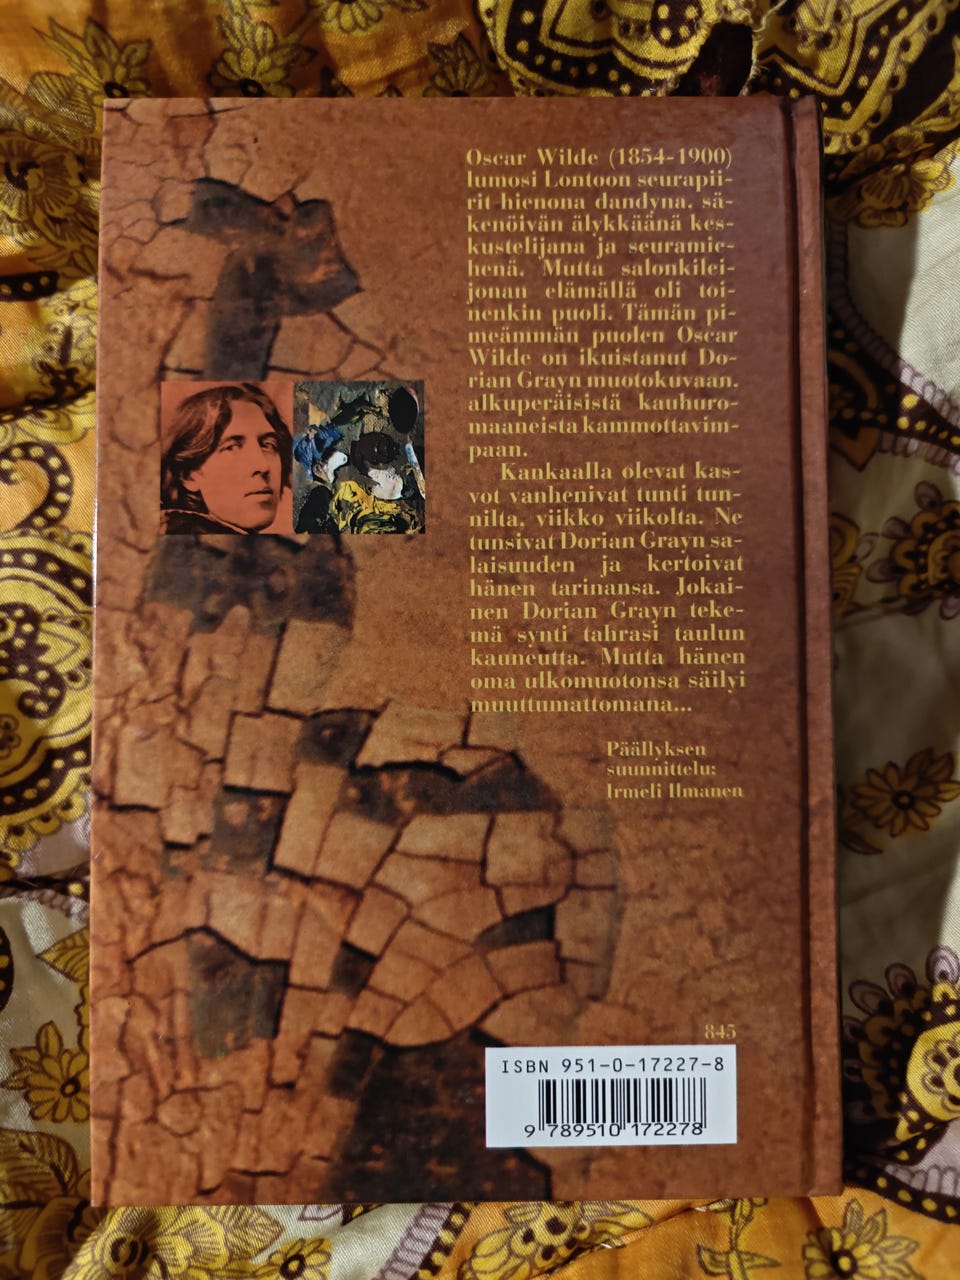 Oscar Wilde (1854-1900)
lumosi Lontoon seurapii-
rit hienona dandyna, sä-
kenöivän älykkäänä kes-
kustelijana ja seuramie-
henä. Mutta salonkilei-
jonan elämällä oli toi-
nenkin puoli. Tämän pi-
meämmän puolen Oscar
Wilde on ikuistanut Do-
rian Grayn muotokuvaan,
alkuperäisistä kauhuro-
maaneista kammottavim-
paan.
Kankaalla olevat kas-
vot vanhenivat tunti tun-
nilta, viikko viikolta. Ne
tunsivat Dorian Grayn sa-
laisuuden ja kertoivat
hänen tarinansa. Jokai-
nen Dorian Grayn teke-
mä synti tahrasi taulun
kauneutta. Mutta hänen
oma ulkomuotonsa säilyi
muuttumattomana...
Päällyksen
suunnittelu:
Irmeli Ilmanen
845
ISBN 951-0-17227-8
9 789510 172278